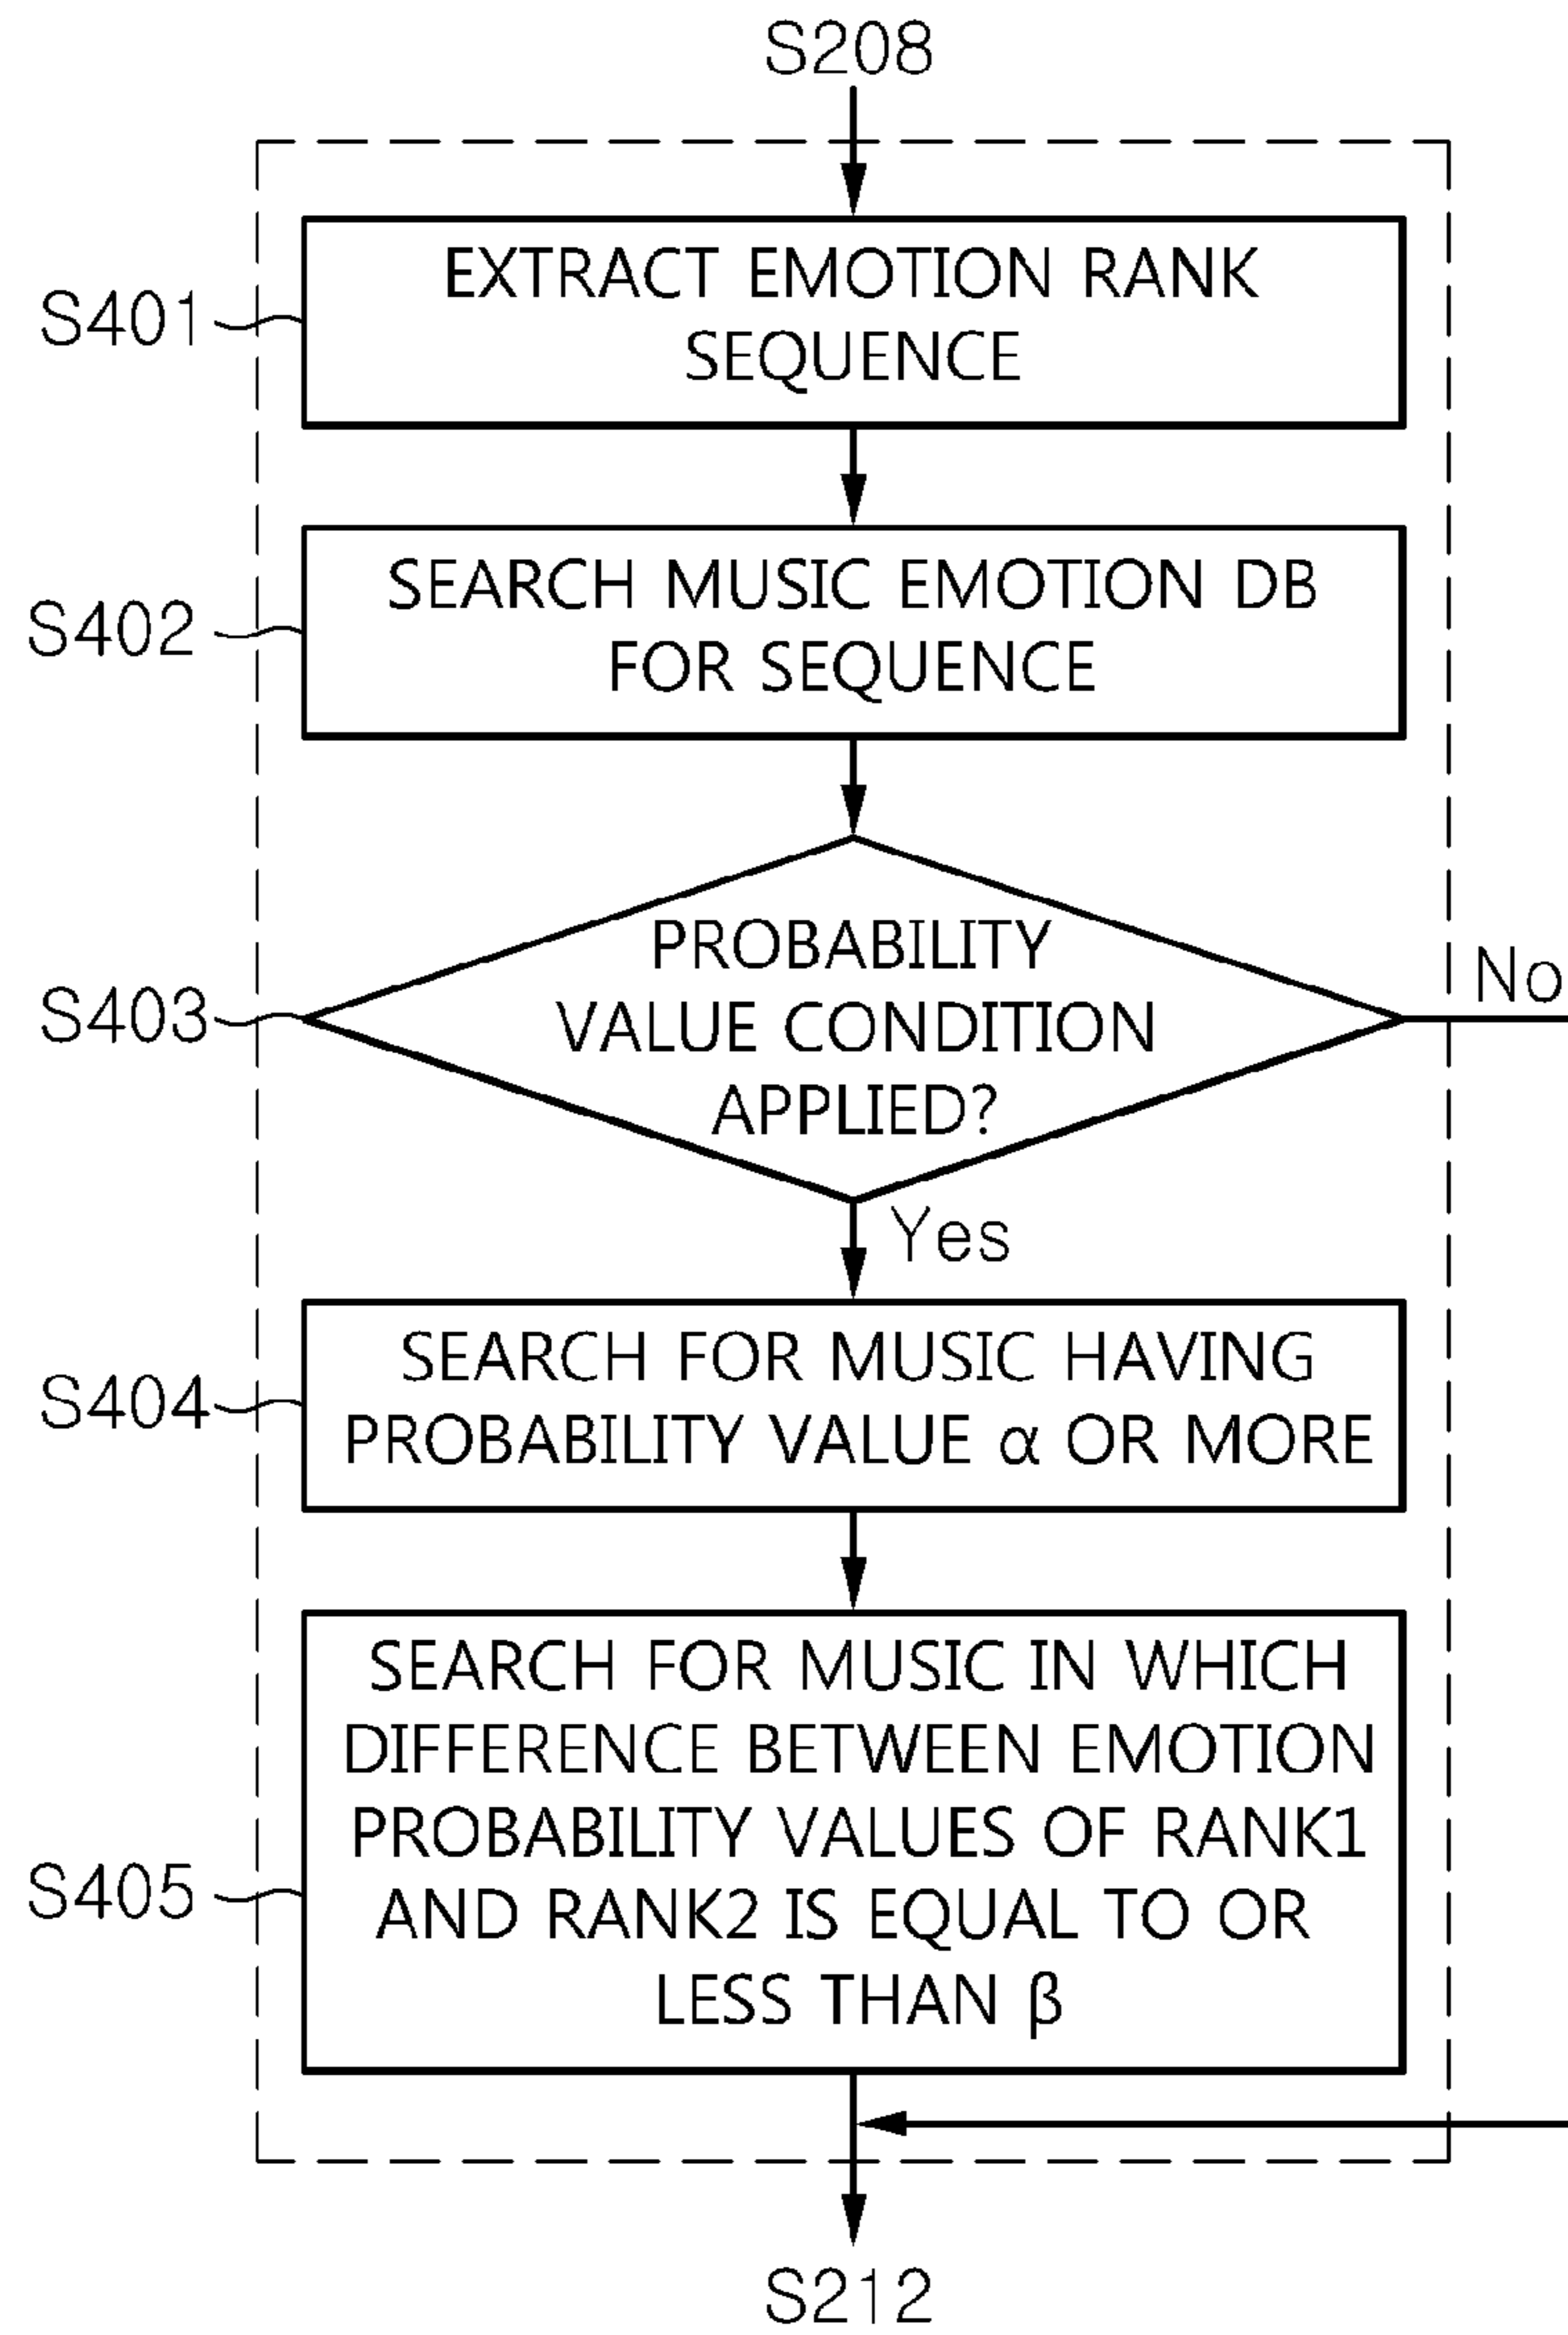 S208
S401
EXTRACT EMOTION RANK
SEQUENCE
S402
SEARCH MUSIC EMOTION DB
FOR SEQUENCE
S403
PROBABILITY
VALUE CONDITION
APPLIED?
No
Yes
S404
SEARCH FOR MUSIC HAVING
PROBABILITY VALUE α OR MORE
S405
SEARCH FOR MUSIC IN WHICH
DIFFERENCE BETWEEN EMOTION
PROBABILITY VALUES OF RANK1
AND RANK2 IS EQUAL TO OR
LESS THAN β
S212